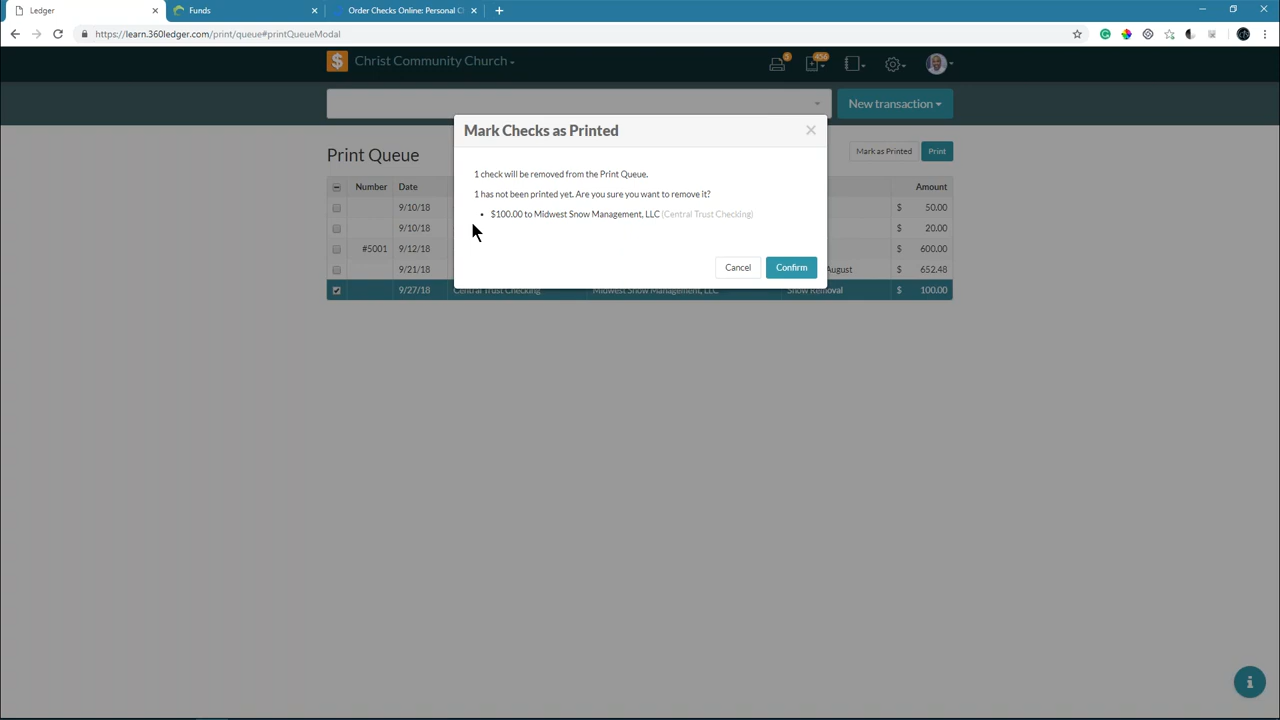 Ledger
Funds
Order Checks Online: Personal C
https://learn.360ledger.com/print/queue#printQueueModal
$ Christ Community Church
5
456
New transaction
Mark Checks as Printed
Print Queue
Mark as Printed
Print
1 check will be removed from the Print Queue.
Number Date
Amount
1 has not been printed yet. Are you sure you want to remove it?
9/10/18
$ 50.00
• $100.00 to Midwest Snow Management, LLC (Central Trust Checking)
9/10/18
$ 20.00
#5001 9/12/18
$ 600.00
Cancel
Confirm
9/21/18
August $ 652.48
9/27/18 Central Trust Checking Midwest Snow Management, LLC Snow Removal $ 100.00